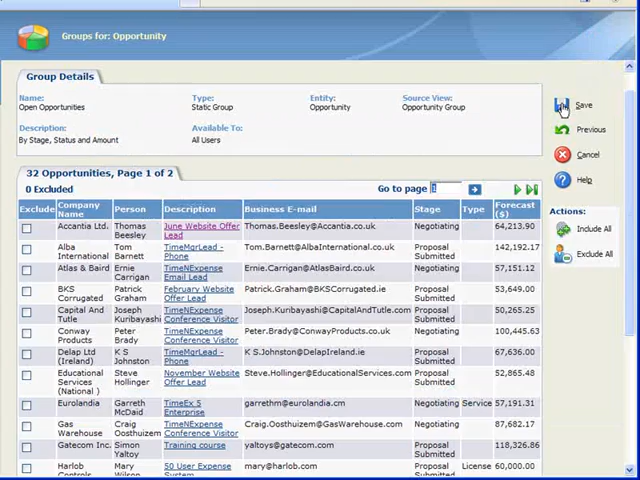 Groups for: Opportunity
Group Details
Name: Type: Entity: Source View:
Open Opportunities Static Group Opportunity Opportunity Group
Description: Available To:
By Stage, Status and Amount All Users
Save
Previous
Cancel
Help
Actions:
Include All
Exclude All
32 Opportunities, Page 1 of 2
0 Excluded Go to page 1
Exclude Company Name Person Description Business E-mail Stage Type Forecast ($)
Accantia Ltd. Thomas Beesley June Website Offer Lead Thomas.Beesley@Accantia.co.uk Negotiating 64,213.90
Alba International Tom Barnett TimeMgrLead - Phone Tom.Barnett@AlbaInternational.co.uk Proposal Submitted 142,192.17
Atlas & Baird Ernie Carrigan TimeNExpense Email Lead Ernie.Carrigan@AtlasBaird.co.uk Negotiating 57,151.12
BKS Corrugated Patrick Graham February Website Offer Lead Patrick.Graham@BKSCorrugated.ie Proposal Submitted 53,649.00
Capital And Tutle Joseph Kuribayashi TimeNExpense Conference Visitor Joseph.Kuribayashi@CapitalAndTutle.com Proposal Submitted 50,265.25
Conway Products Peter Brady TimeNExpense Conference Visitor Peter.Brady@ConwayProducts.co.uk Negotiating 100,445.63
Delap Ltd (Ireland) K S Johnston TimeMgrLead - Phone K S.Johnston@DelapIreland.ie Proposal Submitted 67,636.00
Educational Services (National ) Steve Hollinger November Website Offer Lead Steve.Hollinger@EducationalServices.com Proposal Submitted 52,865.48
Eurolandia Garreth McDaid TimeEx 5 Enterprise garrethm@eurolandia.cm Negotiating Service 57,191.31
Gas Warehouse Craig Oosthuizem TimeNExpense Conference Visitor Craig.Oosthuizem@GasWarehouse.com Negotiating 87,682.17
Gatecom Inc. Simon Yaltoy Training course yaltoys@gatecom.com Proposal Submitted 118,326.86
Harlob Controls Mary Wilson 50 User Expense System mary@harlob.com Proposal Submitted License 60,000.00